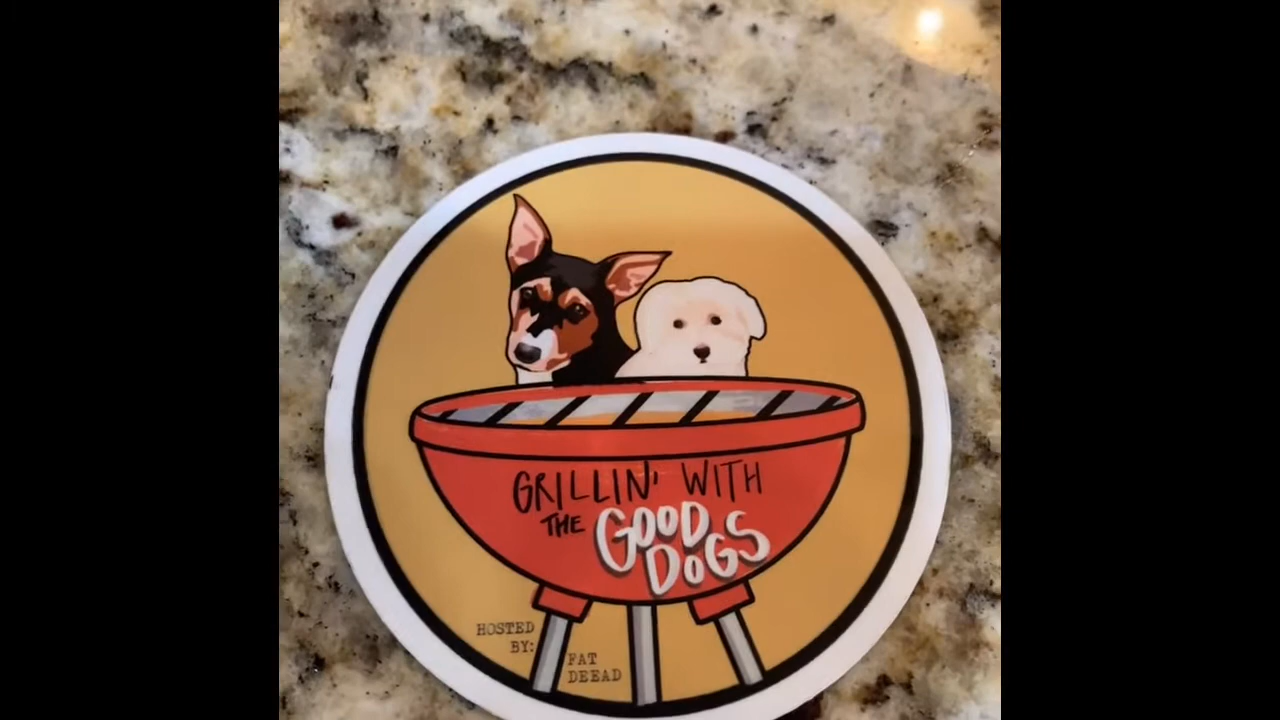 GRILLIN' WITH
THE GOOD
DOGS
HOSTED
BY:
FAT
DEEAD